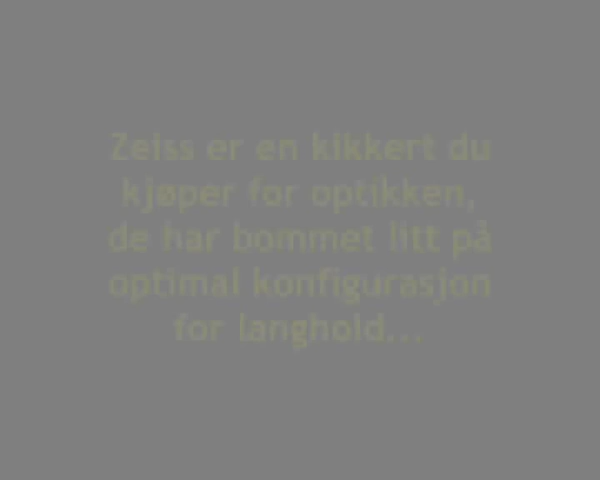 Zeiss er en kikkert du
kjøper for optikken,
de har bommet litt på
optimal konfigurasjon
for langhold...